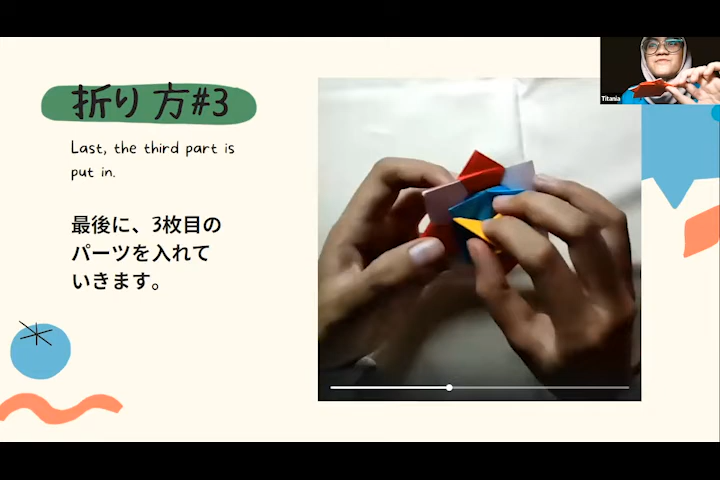 折り方#3
Last, the third part is
put in.
最後に、3枚目の
パーツを入れて
いきます。
Titania